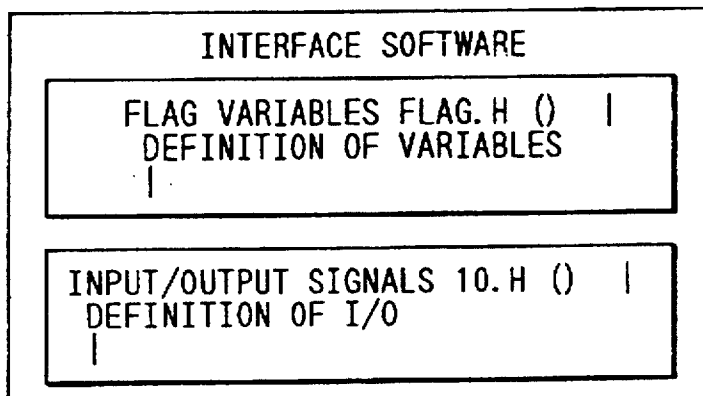 INTERFACE SOFTWARE
FLAG VARIABLES FLAG.H () |
DEFINITION OF VARIABLES
|
INPUT/OUTPUT SIGNALS 10.H () |
DEFINITION OF I/O
|